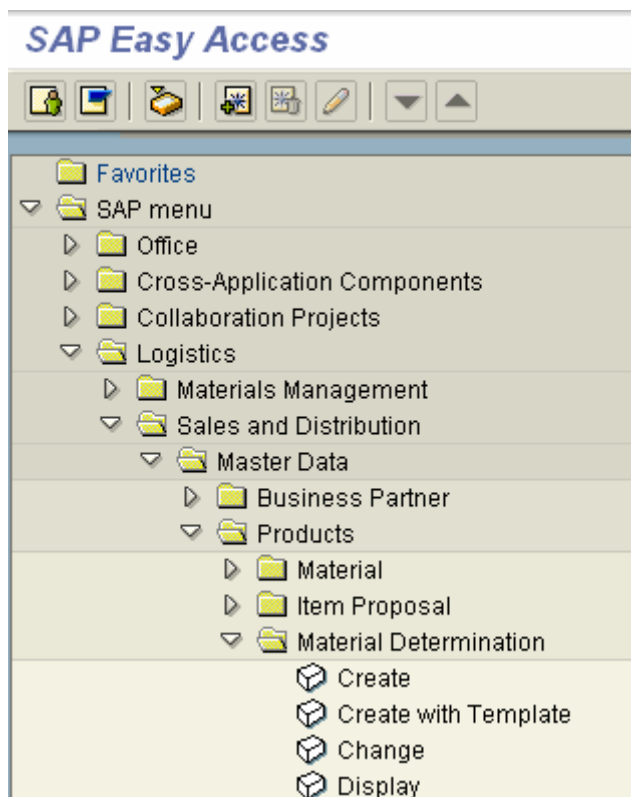 SAP Easy Access
Favorites
SAP menu
Office
Cross-Application Components
Collaboration Projects
Logistics
Materials Management
Sales and Distribution
Master Data
Business Partner
Products
Material
Item Proposal
Material Determination
Create
Create with Template
Change
Display